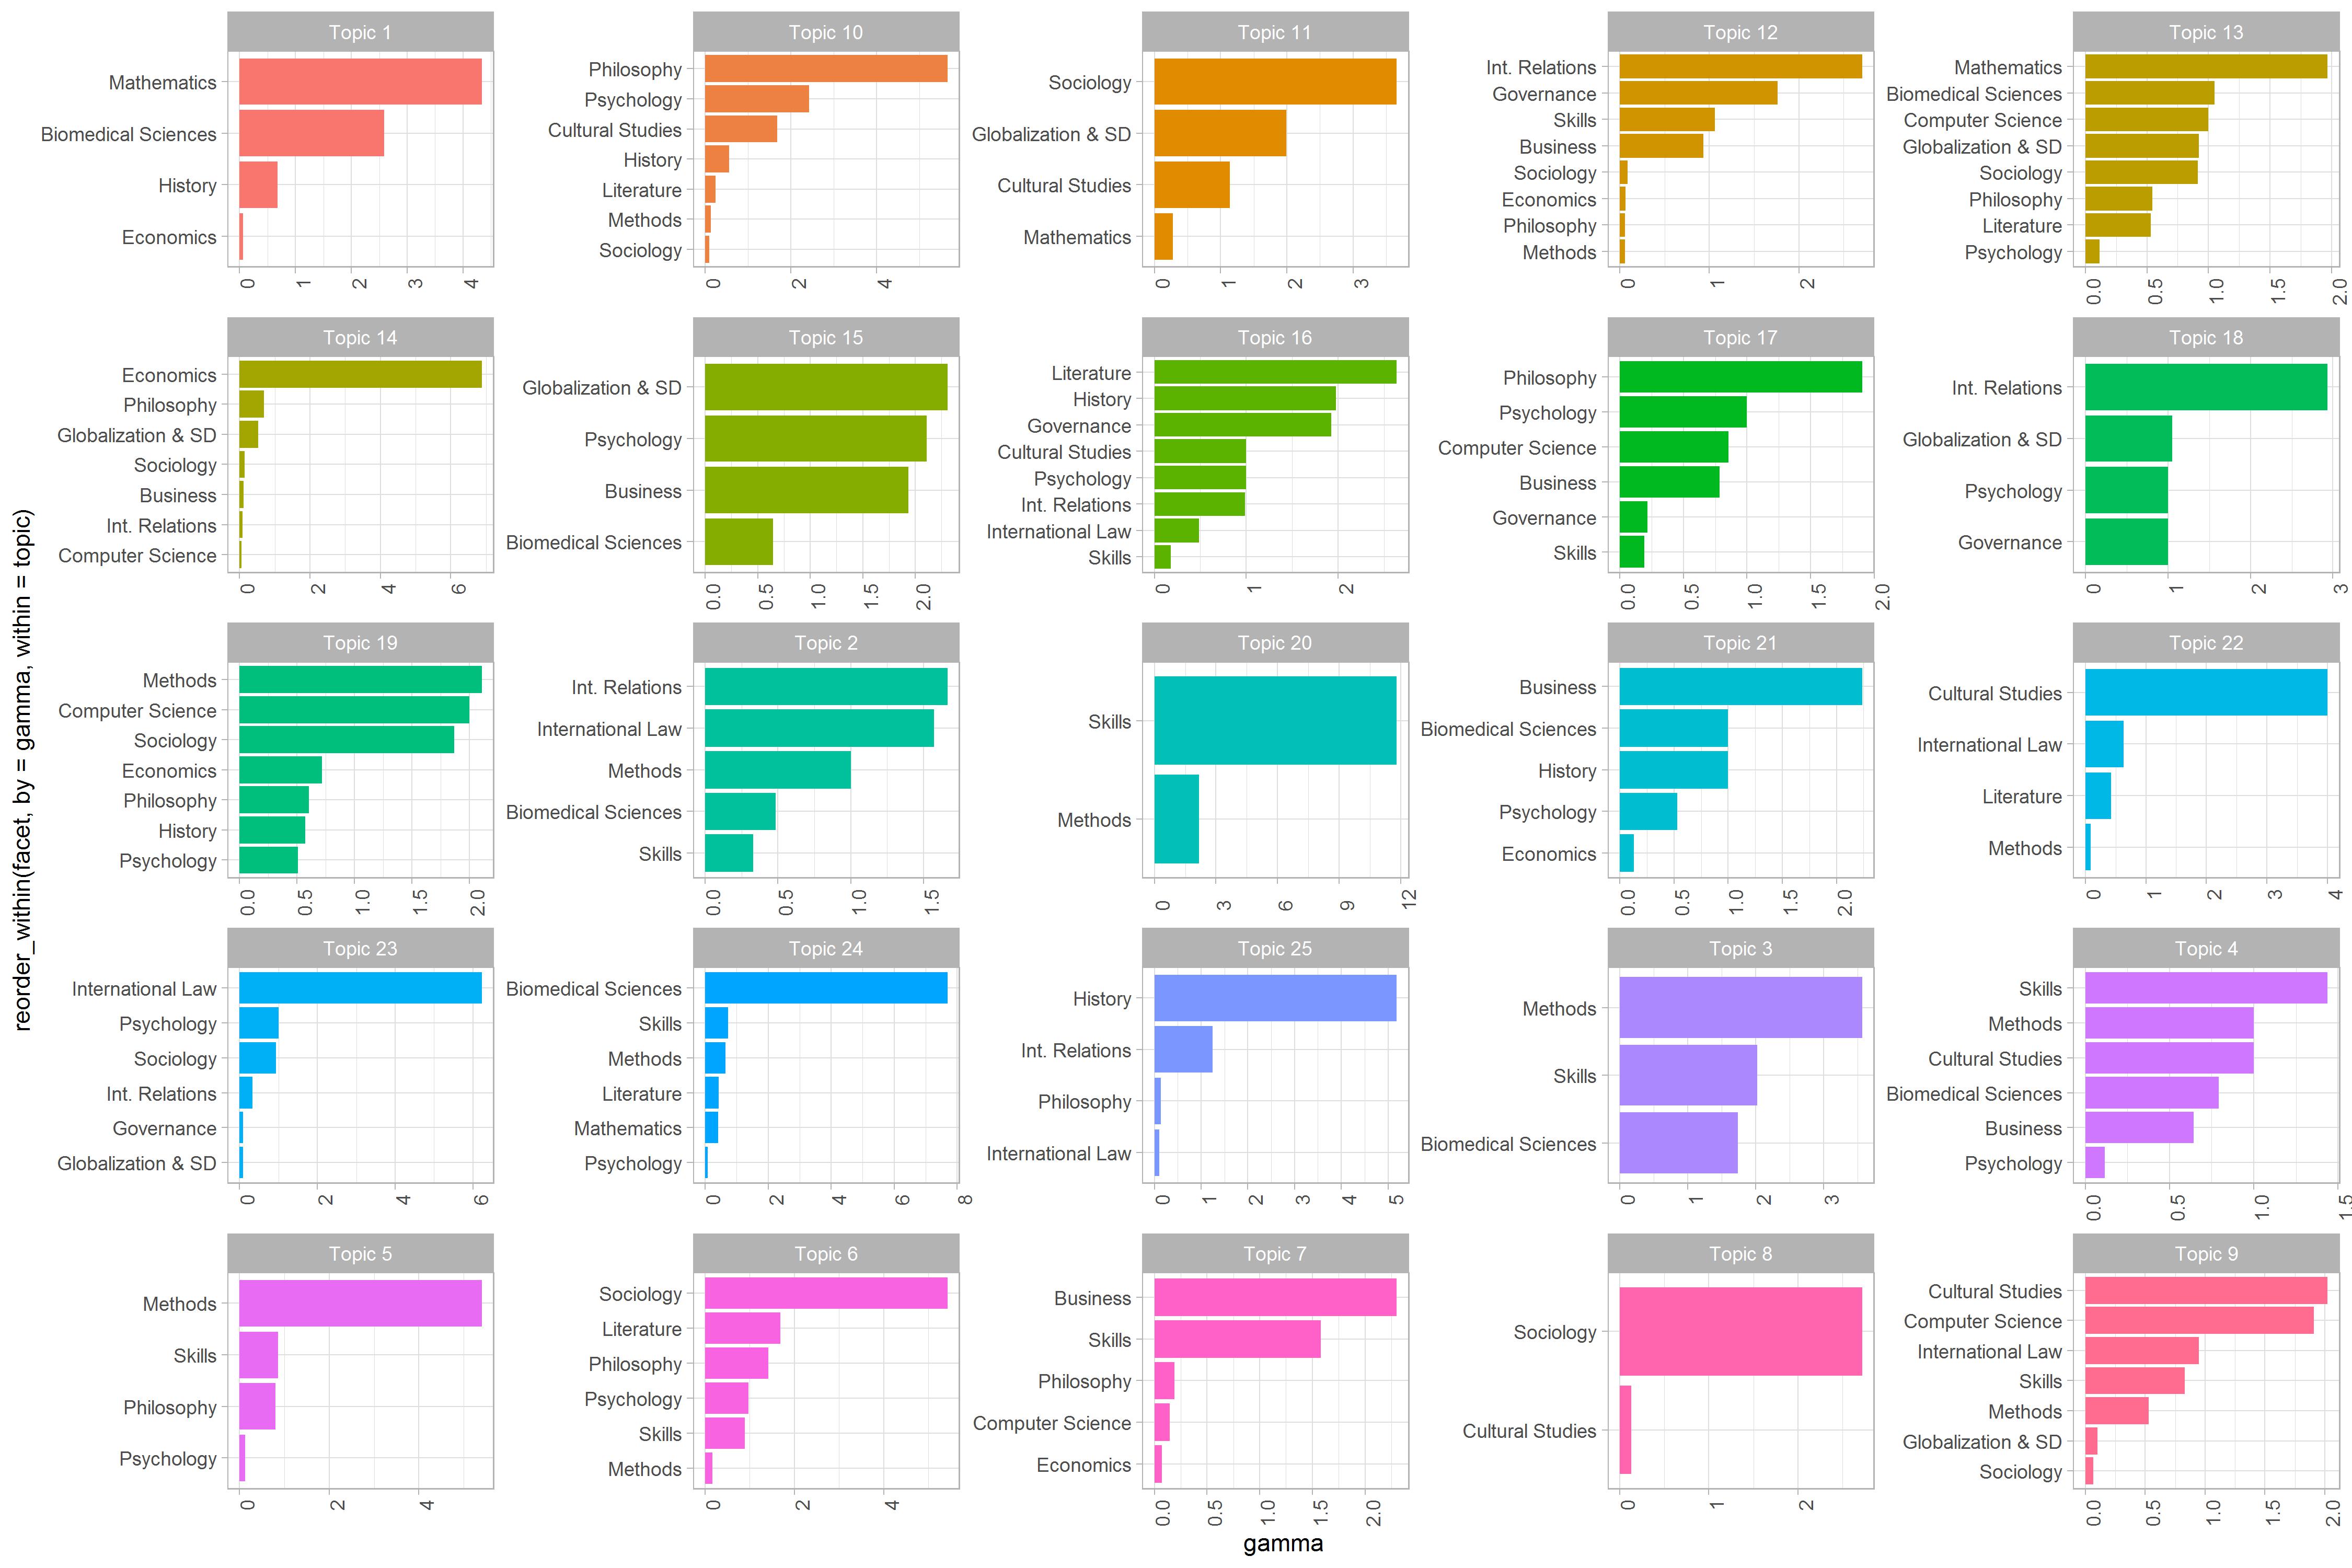 reorder_within(facet, by = gamma, within = topic)
Topic 1
Mathematics
Biomedical Sciences
History
Economics
0 1 2 3 4
Topic 10
Philosophy
Psychology
Cultural Studies
History
Literature
Methods
Sociology
0 2 4
Topic 11
Sociology
Globalization & SD
Cultural Studies
Mathematics
0 1 2 3
Topic 12
Int. Relations
Governance
Skills
Business
Sociology
Economics
Philosophy
Methods
0 1 2
Topic 13
Mathematics
Biomedical Sciences
Computer Science
Globalization & SD
Sociology
Philosophy
Literature
Psychology
0.0 0.5 1.0 1.5 2.0
Topic 14
Economics
Philosophy
Globalization & SD
Sociology
Business
Int. Relations
Computer Science
0 2 4 6
Topic 15
Globalization & SD
Psychology
Business
Biomedical Sciences
0.0 0.5 1.0 1.5 2.0
Topic 16
Literature
History
Governance
Cultural Studies
Psychology
Int. Relations
International Law
Skills
0 1 2
Topic 17
Philosophy
Psychology
Computer Science
Business
Governance
Skills
0.0 0.5 1.0 1.5 2.0
Topic 18
Int. Relations
Globalization & SD
Psychology
Governance
0 1 2 3
Topic 19
Methods
Computer Science
Sociology
Economics
Philosophy
History
Psychology
0.0 0.5 1.0 1.5 2.0
Topic 2
Int. Relations
International Law
Methods
Biomedical Sciences
Skills
0.0 0.5 1.0 1.5
Topic 20
Skills
Methods
0 3 6 9 12
Topic 21
Business
Biomedical Sciences
History
Psychology
Economics
0.0 0.5 1.0 1.5 2.0
Topic 22
Cultural Studies
International Law
Literature
Methods
0 1 2 3 4
Topic 23
International Law
Psychology
Sociology
Int. Relations
Governance
Globalization & SD
0 2 4 6
Topic 24
Biomedical Sciences
Skills
Methods
Literature
Mathematics
Psychology
0 2 4 6 8
Topic 25
History
Int. Relations
Philosophy
International Law
0 1 2 3 4 5
Topic 3
Methods
Skills
Biomedical Sciences
0 1 2 3
Topic 4
Skills
Methods
Cultural Studies
Biomedical Sciences
Business
Psychology
0.0 0.5 1.0 1.5
Topic 5
Methods
Skills
Philosophy
Psychology
0 2 4
Topic 6
Sociology
Literature
Philosophy
Psychology
Skills
Methods
0 2 4
Topic 7
Business
Skills
Philosophy
Computer Science
Economics
0.0 0.5 1.0 1.5 2.0
Topic 8
Sociology
Cultural Studies
0 1 2
Topic 9
Cultural Studies
Computer Science
International Law
Skills
Methods
Globalization & SD
Sociology
0.0 0.5 1.0 1.5 2.0
gamma